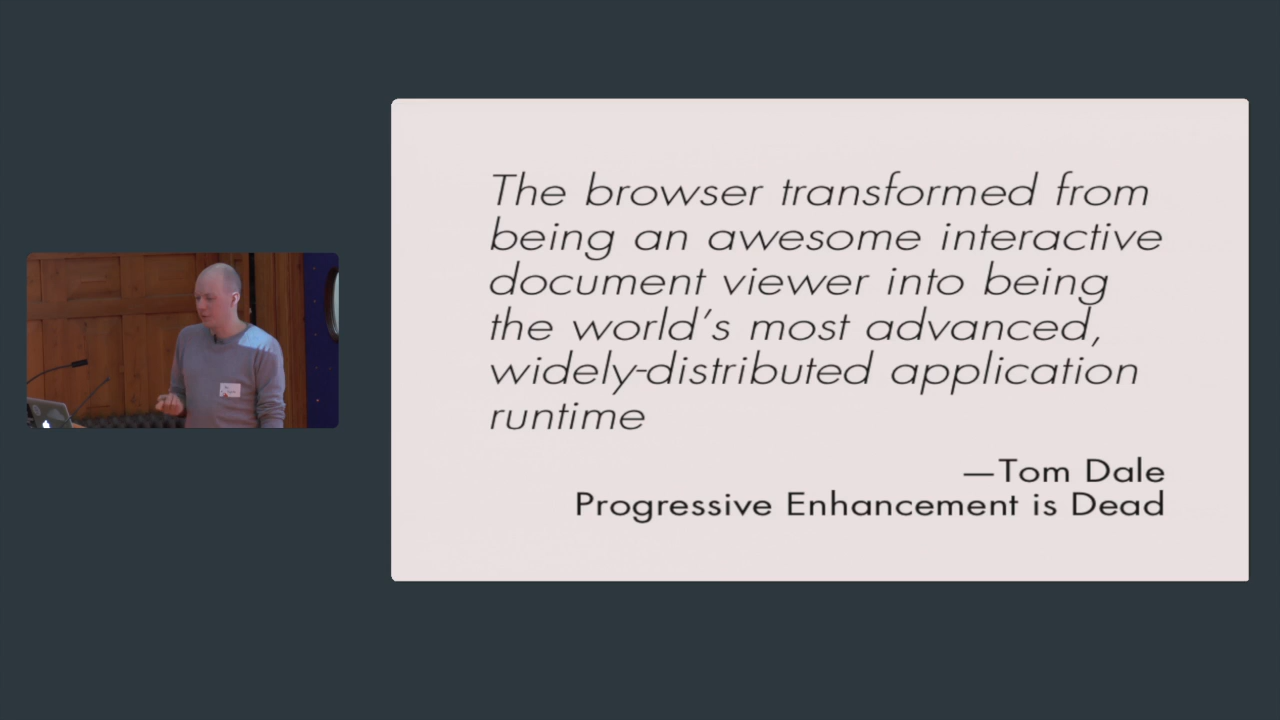 The browser transformed from
being an awesome interactive
document viewer into being
the world's most advanced,
widely-distributed application
runtime
—Tom Dale
Progressive Enhancement is Dead